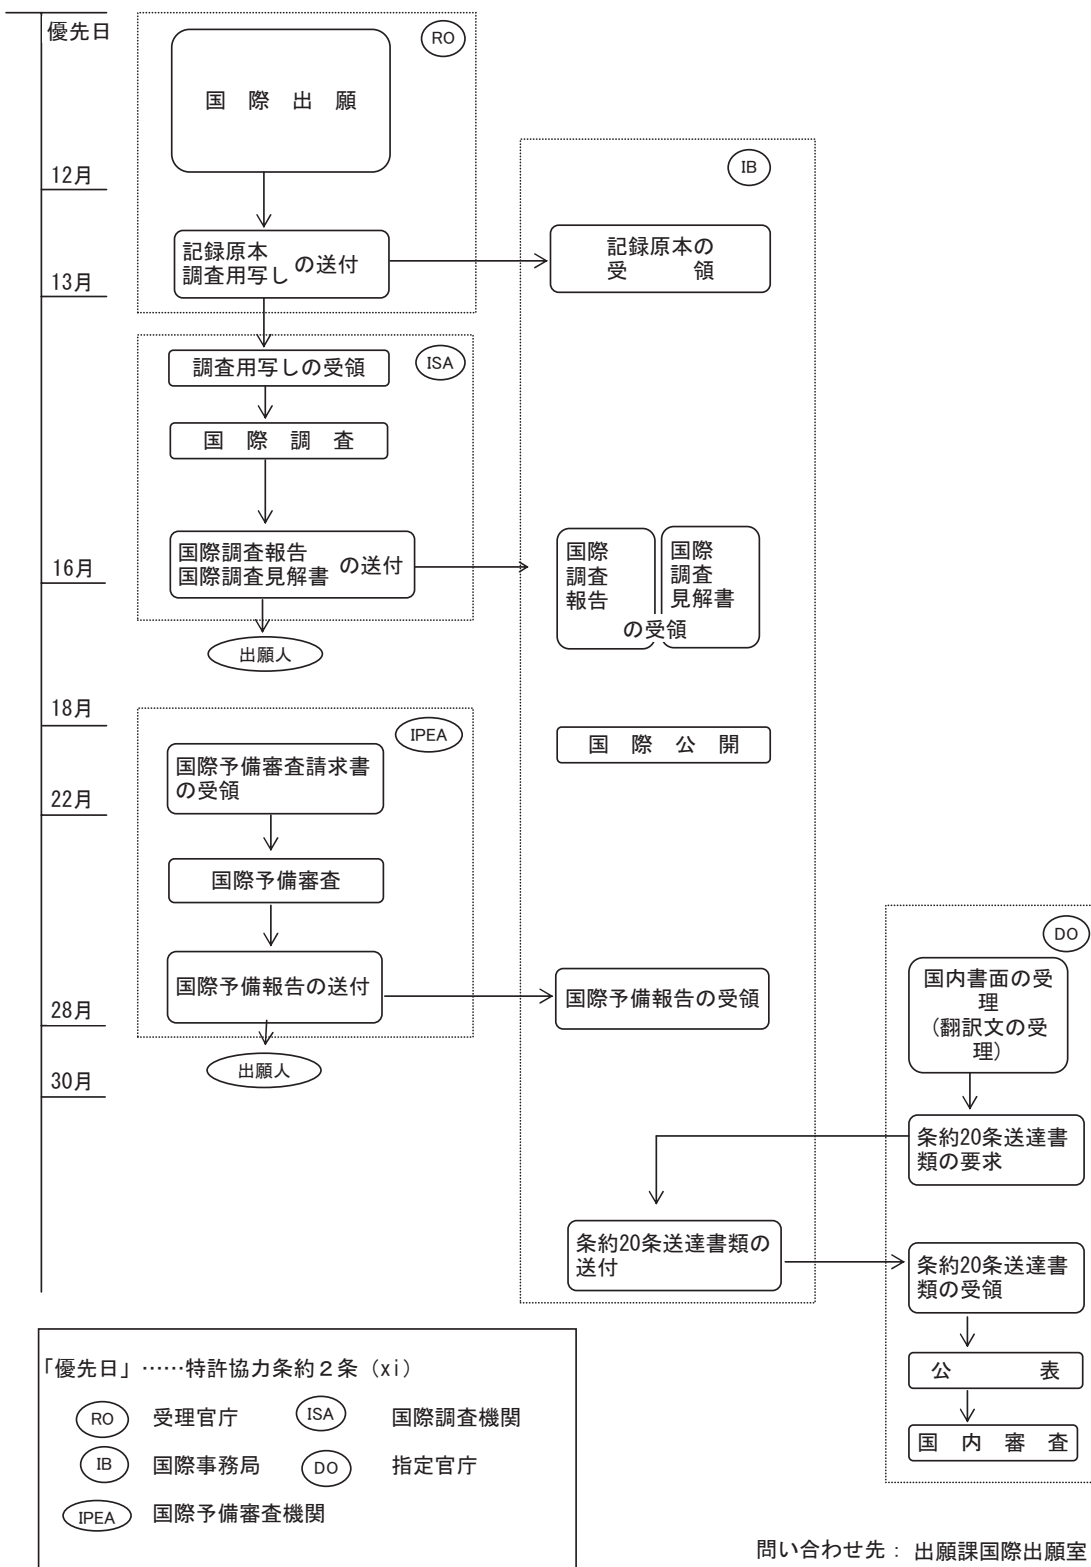 優先日
RO
国 際 出 願
12月
IB
記録原本
調査用写し の送付
記録原本の
受 領
13月
調査用写しの受領
ISA
国 際 調 査
国際調査報告
国際調査見解書 の送付
国際
調査
報告
国際
調査
見解書
の受領
16月
出願人
18月
IPEA
国 際 公 開
国際予備審査請求書
の受領
22月
国際予備審査
DO
国際予備報告の送付
国際予備報告の受領
国内書面の受
理
(翻訳文の受
理)
28月
出願人
30月
条約20条送達書
類の要求
条約20条送達書類の
送付
条約20条送達書
類の受領
公 表
国 内 審 査
「優先日」……特許協力条約2条(xi)
RO 受理官庁 ISA 国際調査機関
IB 国際事務局 DO 指定官庁
IPEA 国際予備審査機関
問い合わせ先: 出願課国際出願室